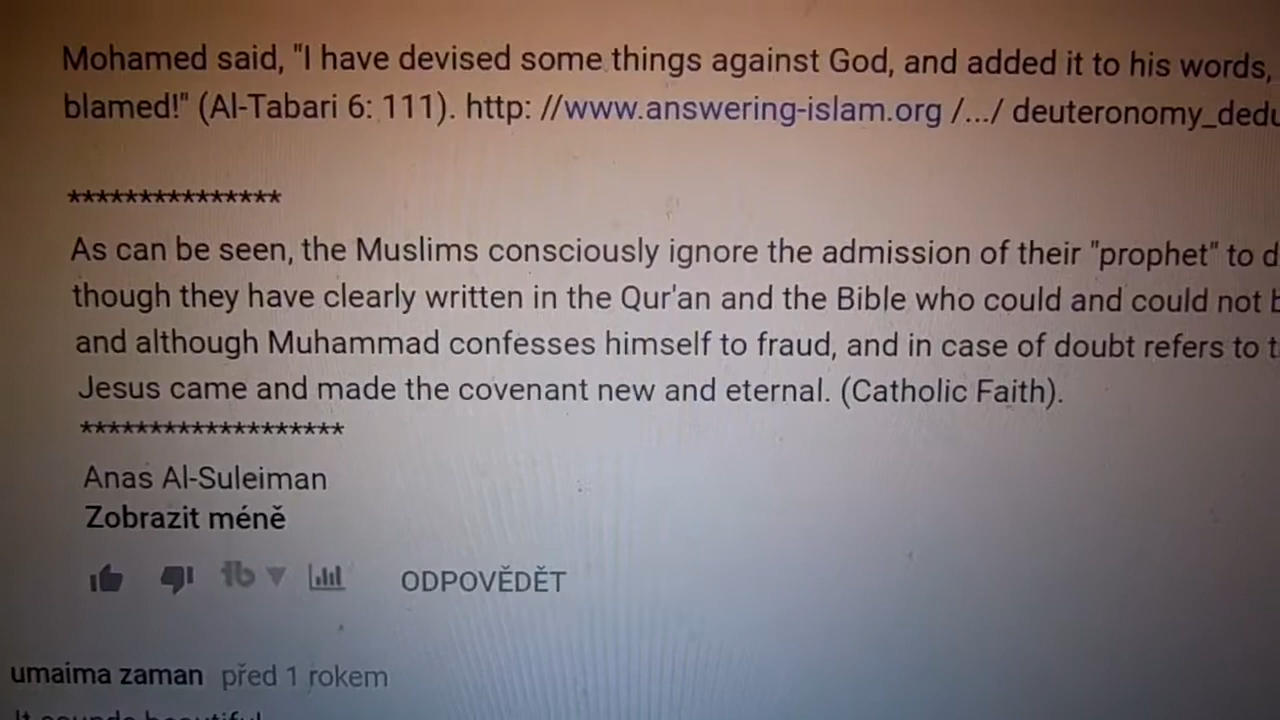 Mohamed said, "I have devised some things against God, and added it to his words,
blamed!" (Al-Tabari 6: 111). http: //www.answering-islam.org /.../ deuteronomy_dedu
***************
As can be seen, the Muslims consciously ignore the admission of their "prophet" to d
though they have clearly written in the Qur'an and the Bible who could and could not b
and although Muhammad confesses himself to fraud, and in case of doubt refers to t
Jesus came and made the covenant new and eternal. (Catholic Faith).
*******************
Anas Al-Suleiman
Zobrazit méně
tb
ODPOVĚDĚT
umaima zaman před 1 rokem
It sounds beautiful